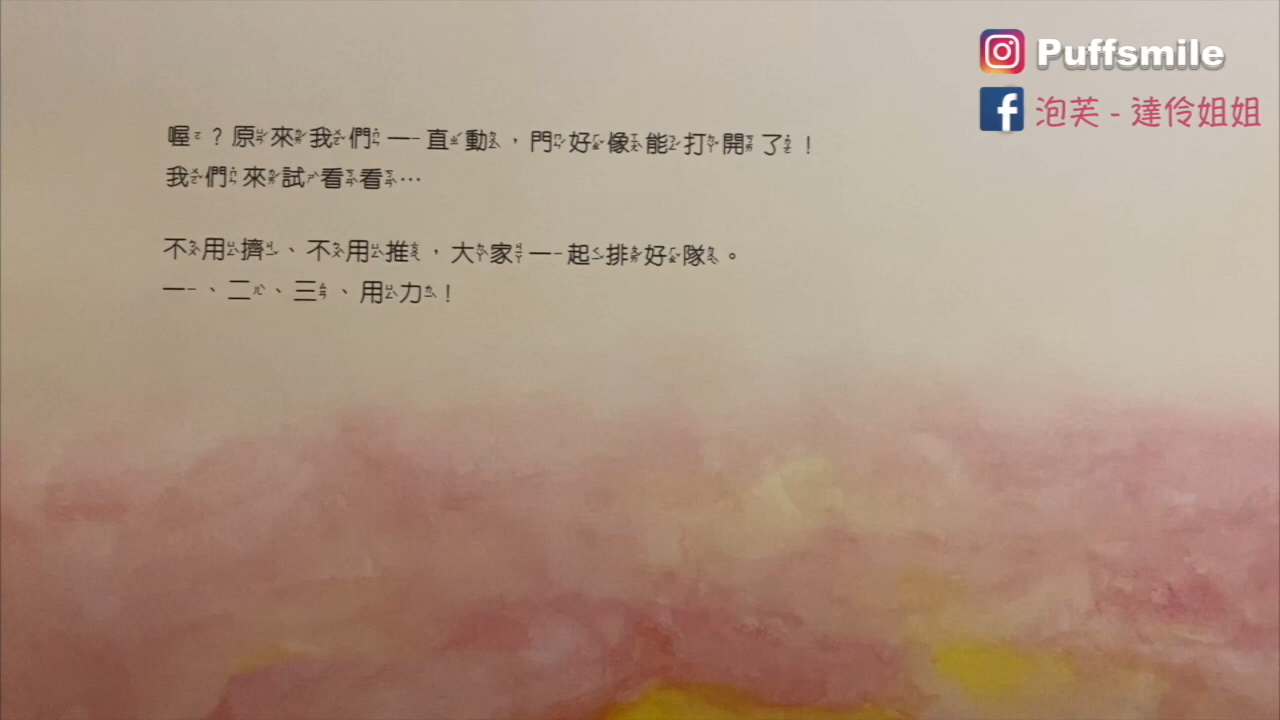 Puffsmile
泡芙 - 達伶姐姐
喔？原來我們一直動，門好像能打開了！
我們來試看看⋯
不用擠、不用推，大家一起排好隊。
一、二、三、用力！